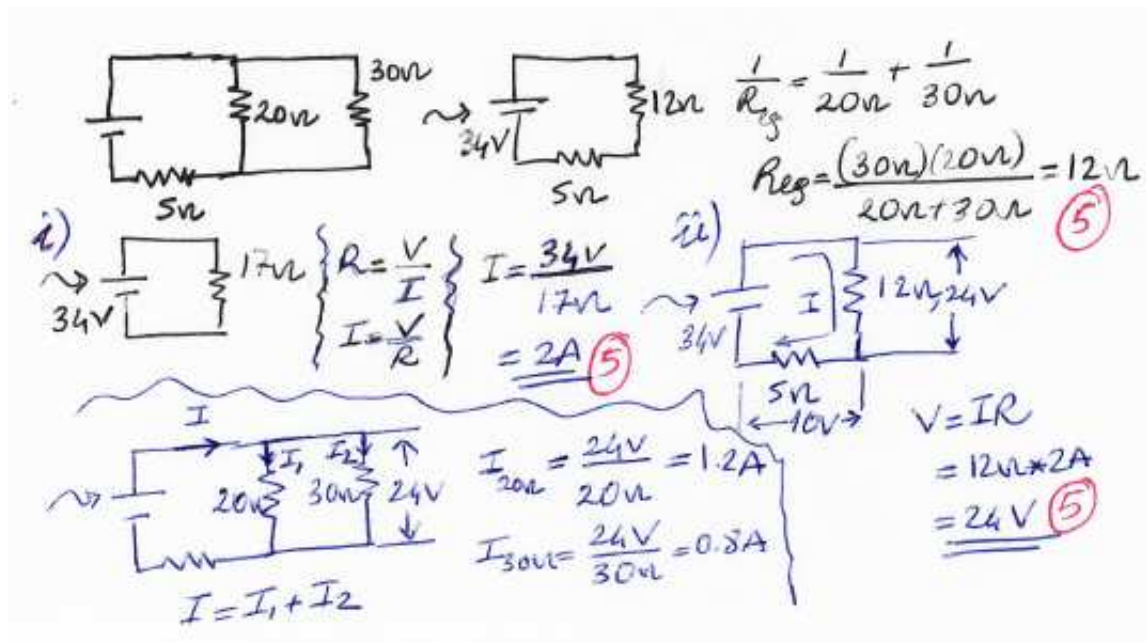 30Ω
20Ω
5Ω
34V
12Ω
5Ω
1/Req = 1/20Ω + 1/30Ω
Req = (30Ω)(20Ω)/20Ω+30Ω = 12Ω
5
i)
34V
17Ω
R = V/I
I = V/R
I = 34V/17Ω
= 2A
5
ii)
34V
I
12Ω, 24V
5Ω
10V
V = IR
= 12Ω*2A
= 24V
5
I
I1
I2
20Ω
30Ω
24V
I = I1 + I2
I20Ω = 24V/20Ω = 1.2A
I30Ω = 24V/30Ω = 0.8A